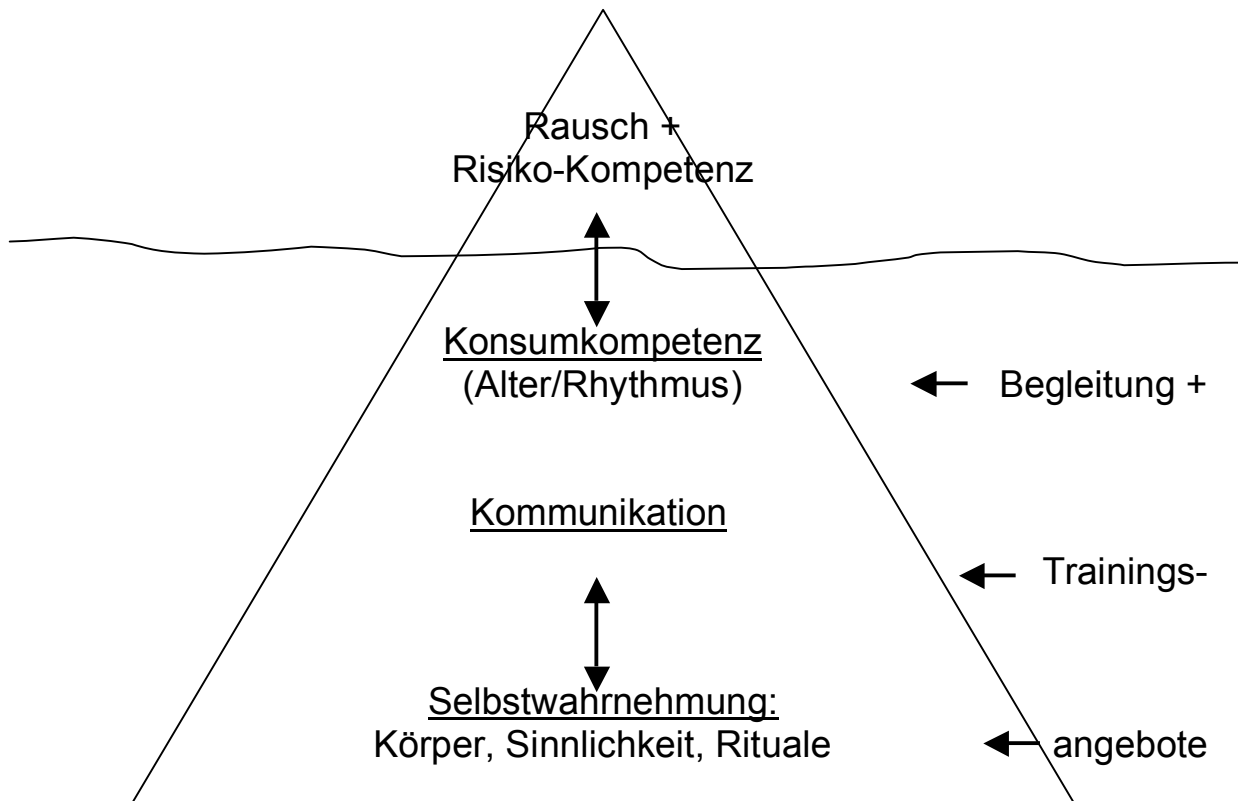 Rausch +
Risiko-Kompetenz
Konsumkompetenz
(Alter/Rhythmus)
Begleitung +
Kommunikation
Trainings-
Selbstwahrnehmung:
Körper, Sinnlichkeit, Rituale
angebote